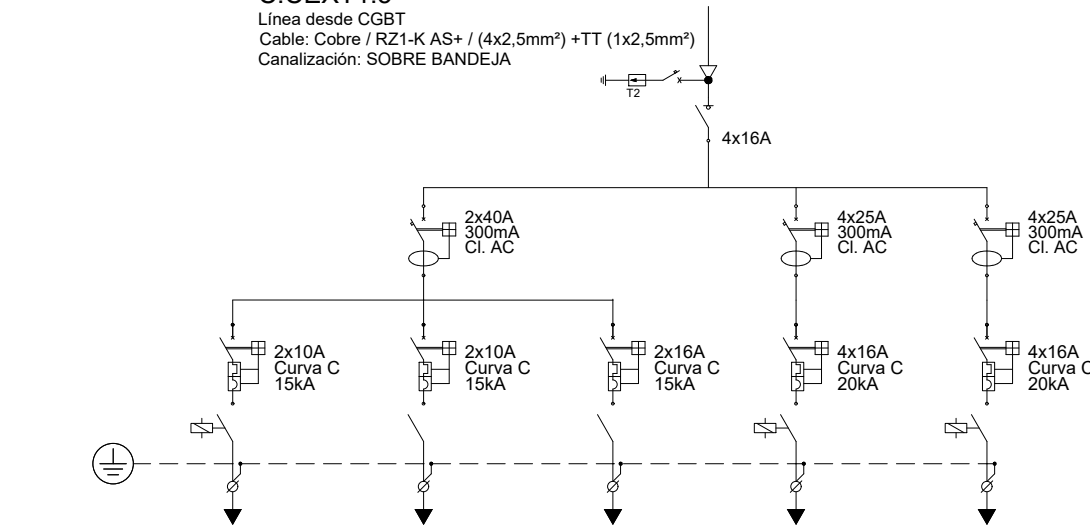 Línea desde CGBT
Cable: Cobre / RZ1-K AS+ / (4x2,5mm²) +TT (1x2,5mm²)
Canalización: SOBRE BANDEJA
T2
4x16A
2x40A
300mA
Cl. AC
4x25A
300mA
Cl. AC
4x25A
300mA
Cl. AC
2x10A
Curva C
15kA
2x10A
Curva C
15kA
2x16A
Curva C
15kA
4x16A
Curva C
20kA
4x16A
Curva C
20kA